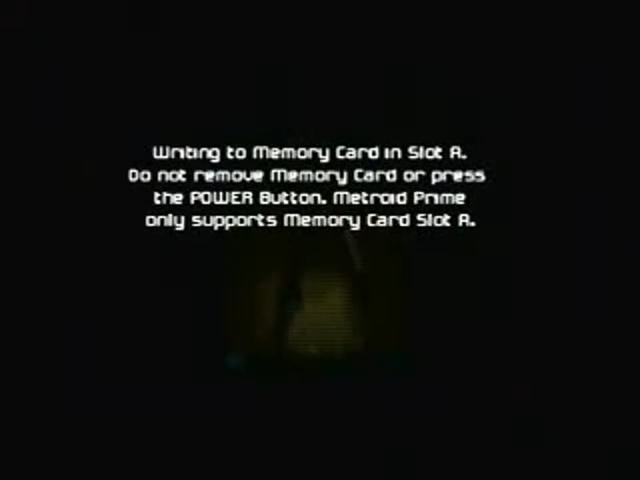 Writing to Memory Card in Slot A.
Do not remove Memory Card or press
the POWER Button. Metroid Prime
only supports Memory Card Slot A.